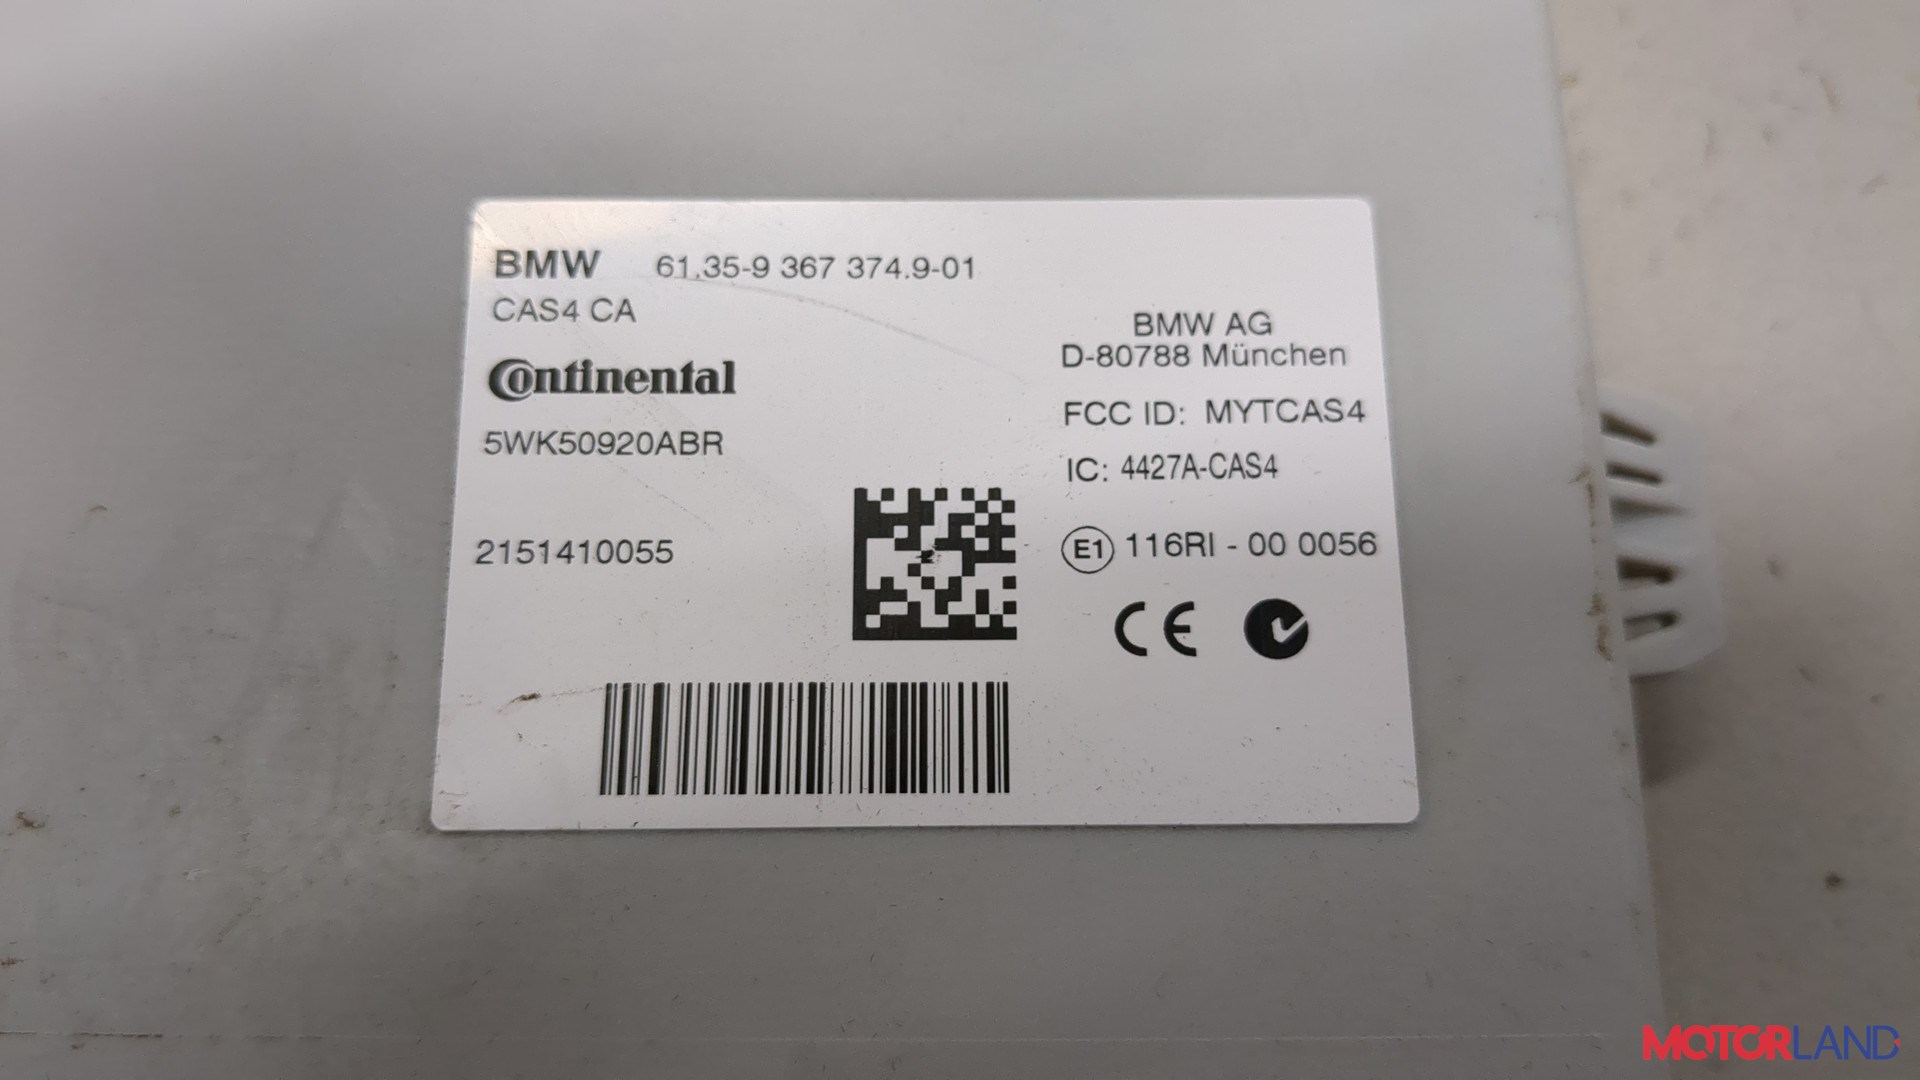 BMW 61.35-9 367 374.9-01
CAS4 CA
Continental
5WK50920ABR
2151410055
BMW AG
D-80788 München
FCC ID: MYTCAS4
IC: 4427A-CAS4
E1 116RI - 00 0056
CE
MOTORLAND